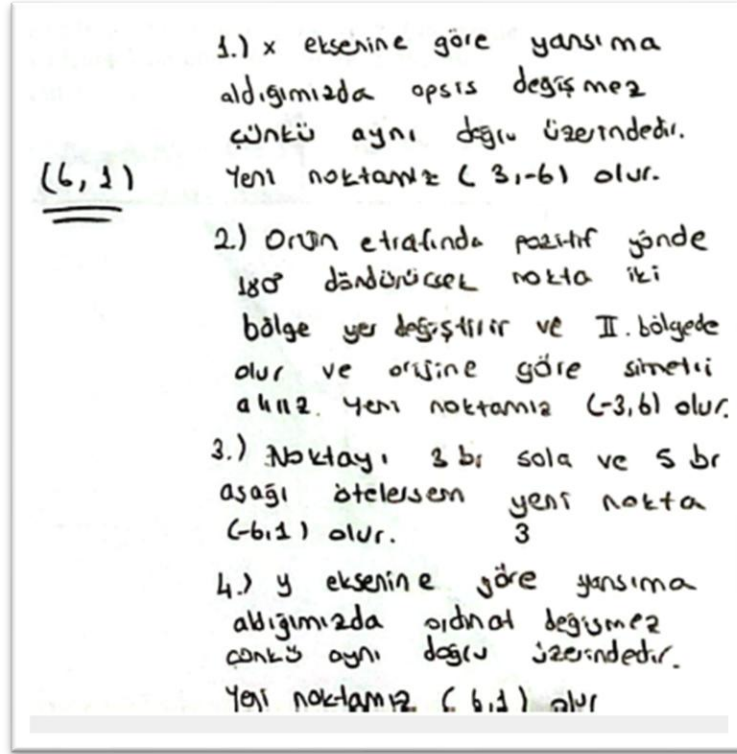 1.) x eksenine göre yansıma
aldığımızda apsis değişmez
çünkü aynı doğru üzerindedir.
(6, 1)
Yeni noktamız (3,-6) olur.
2.) Orijin etrafında pozitif yönde
180° döndürürsek nokta iki
bölge yer değiştirir ve II. bölgede
olur ve orijine göre simetri
alınız. Yeni noktamız (-3,6) olur.
3.) Noktayı 3 br sola ve 5 br
aşağı ötelersem yeni nokta
(-6,1) olur.
3
4.) y eksenine göre yansıma
aldığımızda ordinat değişmez
çünkü aynı doğru üzerindedir.
Yeni noktamız (6,1) olur